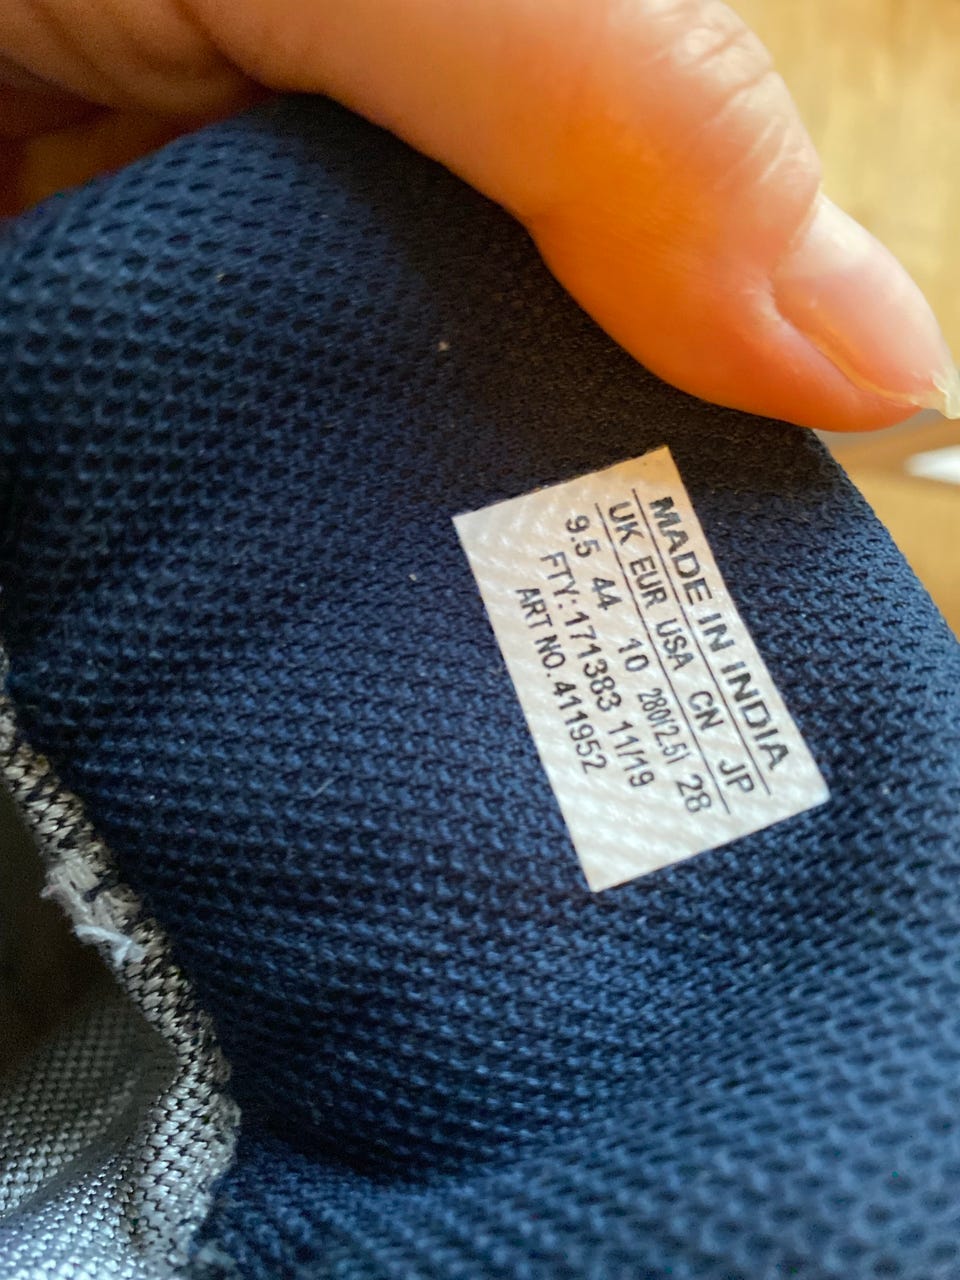 MADE IN INDIA
UK EUR USA CN JP
9.5 44 10 280(2.5) 28
FTY.:171383 11/19
ART NO.411952